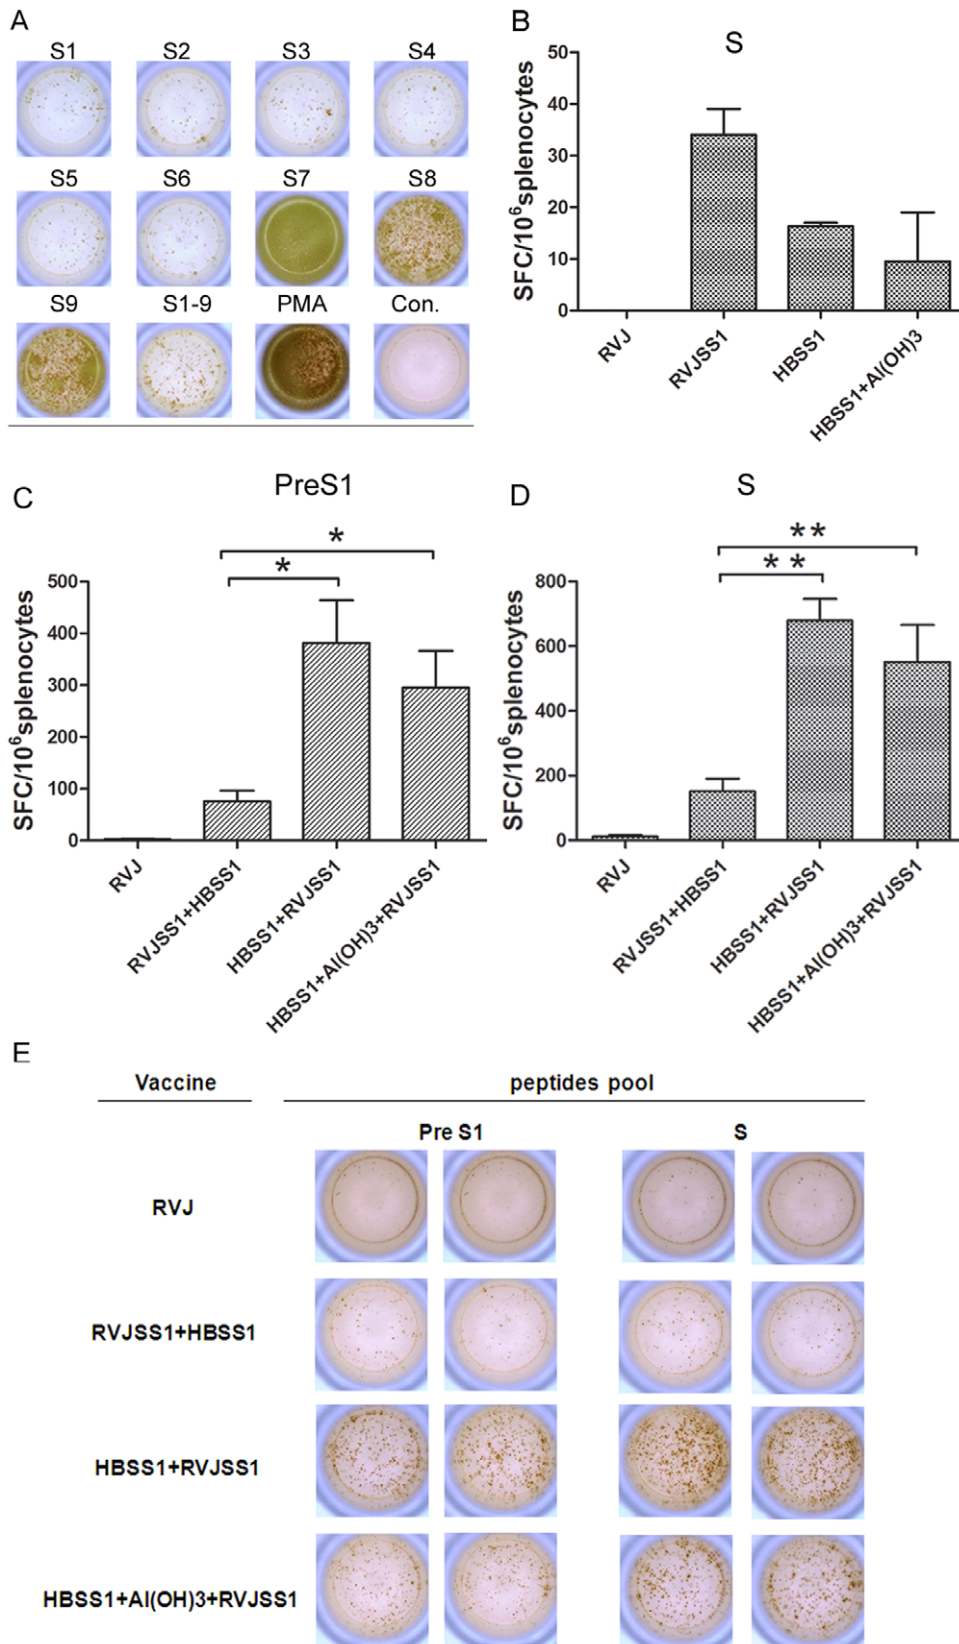 A
S1 S2 S3 S4
S5 S6 S7 S8
S9 S1-9 PMA Con.
B
S
SFC/10⁶splenocytes
50
40
30
20
10
0
RVJ
RVJSS1
HBSS1
HBSS1+Al(OH)3
C
PreS1
* 
*
SFC/10⁶splenocytes
500
400
300
200
100
0
RVJ
RVJSS1+HBSS1
HBSS1+RVJSS1
HBSS1+Al(OH)3+RVJSS1
D
S
**
**
SFC/10⁶splenocytes
800
600
400
200
0
RVJ
RVJSS1+HBSS1
HBSS1+RVJSS1
HBSS1+Al(OH)3+RVJSS1
E
Vaccine peptides pool
Pre S1 S
RVJ
RVJSS1+HBSS1
HBSS1+RVJSS1
HBSS1+Al(OH)3+RVJSS1